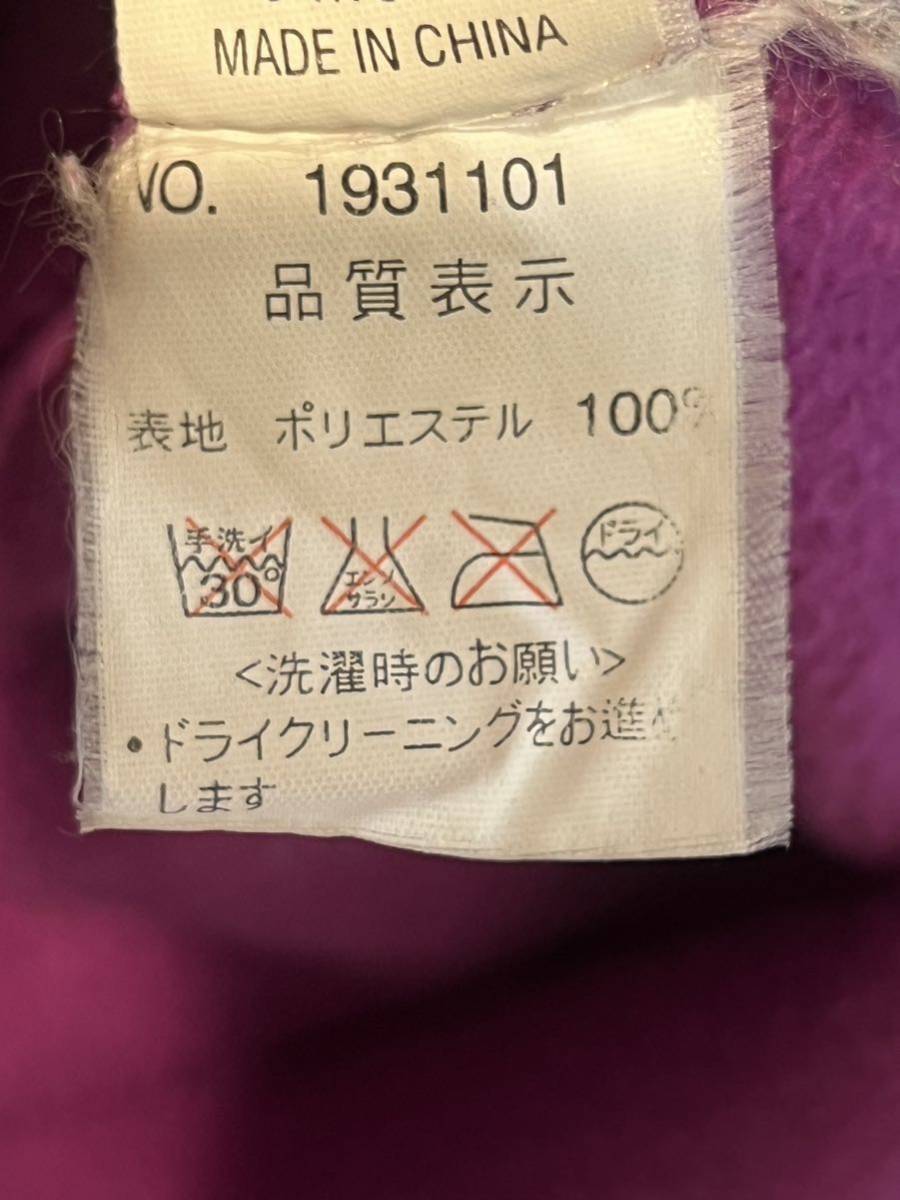 MADE IN CHINA
NO. 1931101
品質表示
表地 ポリエステル 100%
手洗イ 30° エンソ サラシ ドライ
<洗濯時のお願い>
・ドライクリーニングをお進め
します